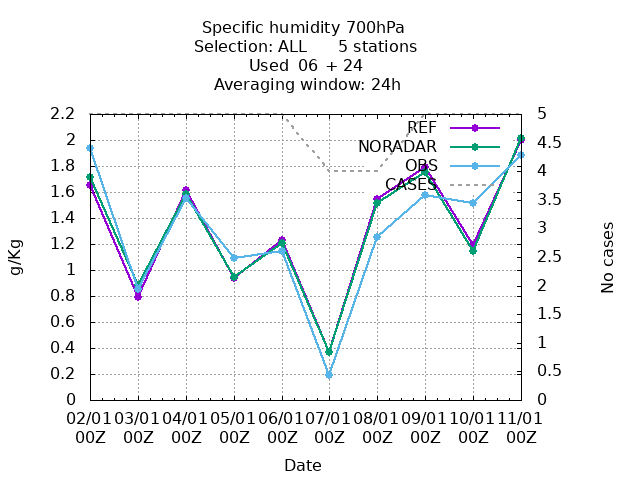 Specific humidity 700hPa
Selection: ALL      5 stations
Used  06 + 24
Averaging window: 24h
g/Kg
2.2
2
1.8
1.6
1.4
1.2
1
0.8
0.6
0.4
0.2
0
REF
NORADAR
OBS
CASES
5
4.5
4
3.5
3
2.5
2
1.5
1
0.5
0
No cases
02/01 03/01 04/01 05/01 06/01 07/01 08/01 09/01 10/01 11/01
00Z 00Z 00Z 00Z 00Z 00Z 00Z 00Z 00Z 00Z
Date